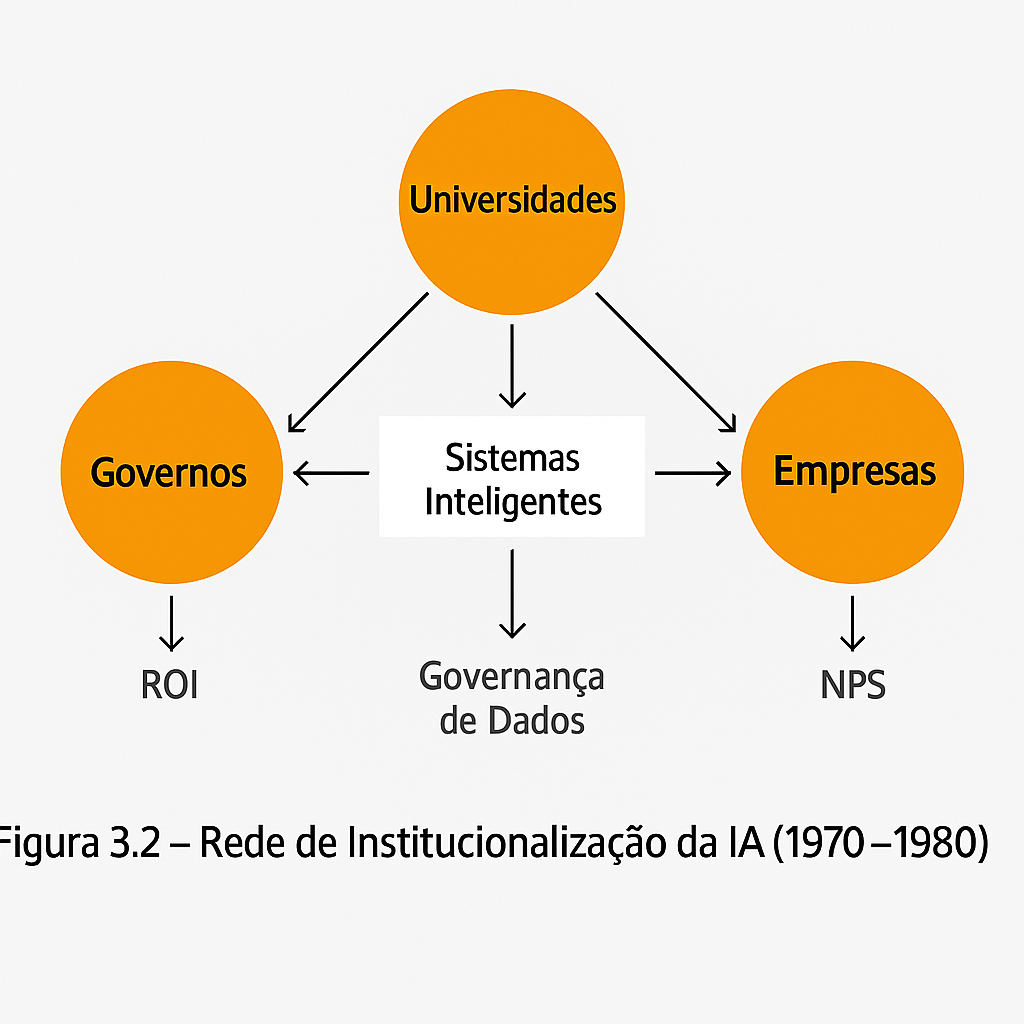 Universidades
Governos
Sistemas
Inteligentes
Empresas
ROI
Governança
de Dados
NPS
Figura 3.2 – Rede de Institucionalização da IA (1970–1980)